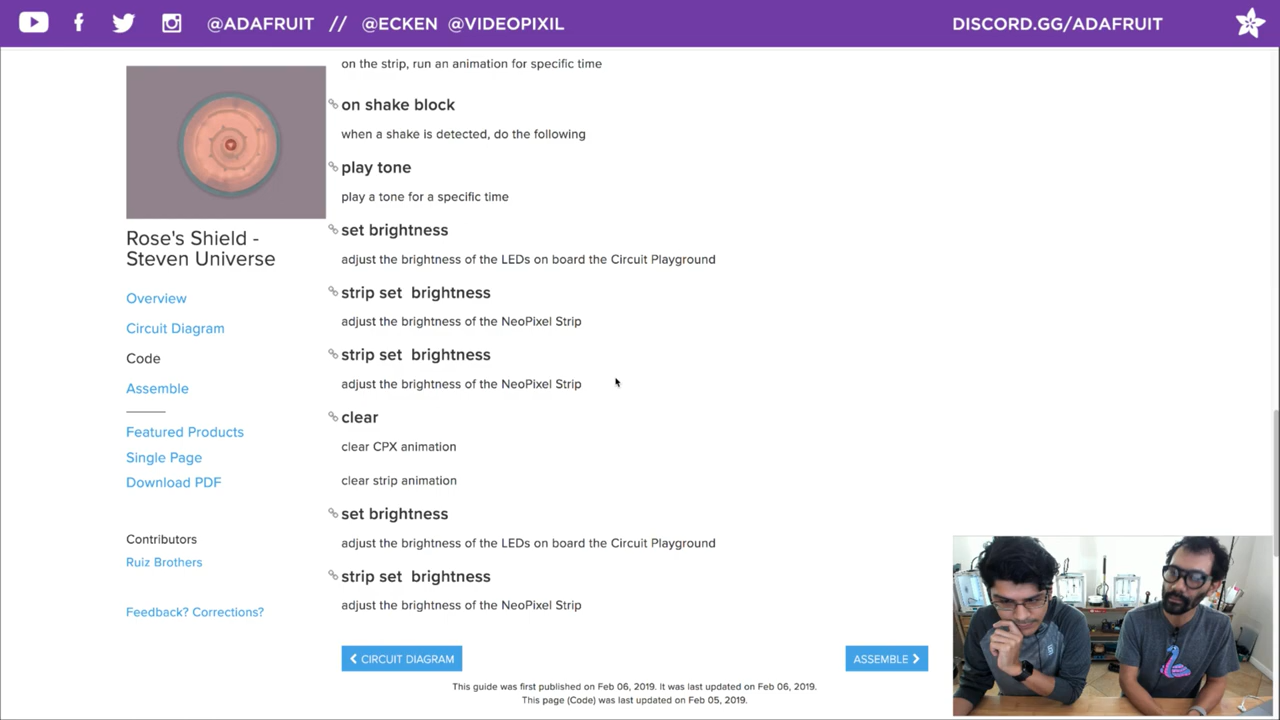 @ADAFRUIT // @ECKEN @VIDEOPIXIL DISCORD.GG/ADAFRUIT
on the strip, run an animation for specific time
on shake block
when a shake is detected, do the following
play tone
play a tone for a specific time
set brightness
adjust the brightness of the LEDs on board the Circuit Playground
strip set brightness
adjust the brightness of the NeoPixel Strip
strip set brightness
adjust the brightness of the NeoPixel Strip
clear
clear CPX animation
clear strip animation
set brightness
adjust the brightness of the LEDs on board the Circuit Playground
strip set brightness
adjust the brightness of the NeoPixel Strip
Rose's Shield -
Steven Universe
Overview
Circuit Diagram
Code
Assemble
Featured Products
Single Page
Download PDF
Contributors
Ruiz Brothers
Feedback? Corrections?
CIRCUIT DIAGRAM
ASSEMBLE
This guide was first published on Feb 06, 2019. It was last updated on Feb 06, 2019.
This page (Code) was last updated on Feb 05, 2019.